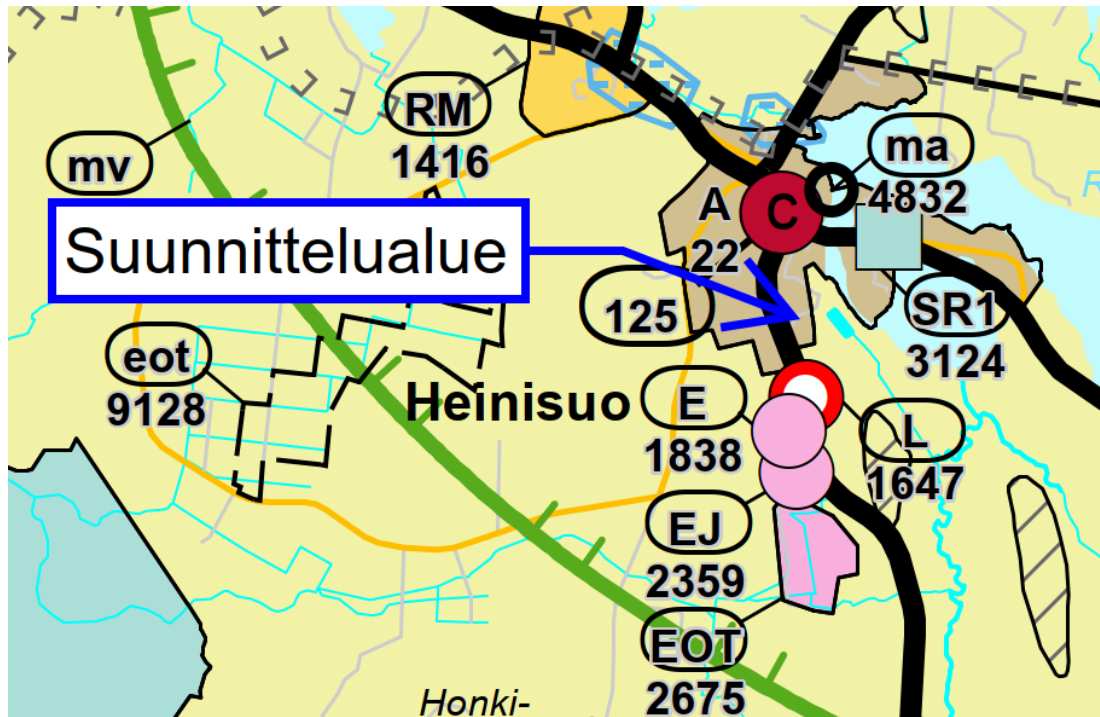 RM
1416
mv
ma
4832
A
C
22
Suunnittelualue
125
SR1
3124
eot
9128
Heinisuo
E
1838
L
1647
EJ
2359
EOT
2675
Honki-
R